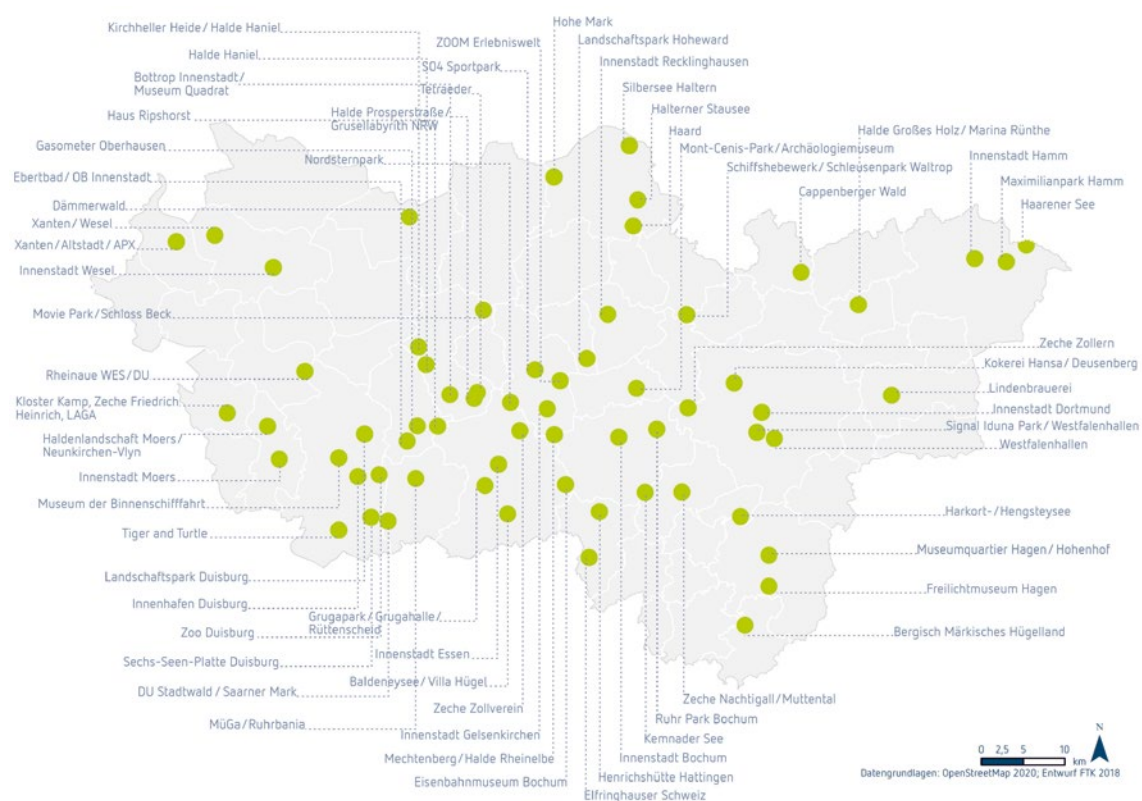 Kirchheller Heide / Halde Haniel
Halde Haniel
Bottrop Innenstadt /
Museum Quadrat
Haus Ripshorst
Gasometer Oberhausen
Ebertbad / OB Innenstadt
Dämmerwald
Xanten / Wesel
Xanten / Altstadt / APX
Innenstadt Wesel
Movie Park / Schloss Beck
Rheinaue WES / DU
Kloster Kamp, Zeche Friedrich
Heinrich, LAGA
Haldenlandschaft Moers /
Neunkirchen-Vlyn
Innenstadt Moers
Museum der Binnenschifffahrt
Tiger and Turtle
Landschaftspark Duisburg
Innenhafen Duisburg
Zoo Duisburg
Sechs-Seen-Platte Duisburg
DU Stadtwald / Saarner Mark
MüGa / Ruhrbania
ZOOM Erlebniswelt
S04 Sportpark
Tetraeder
Halde Prosperstraße /
Grusellabyrith NRW
Nordsternpark
Hohe Mark
Landschaftspark Hoheward
Innenstadt Recklinghausen
Silbersee Haltern
Halterner Stausee
Haard
Mont-Cenis-Park / Archäologiemuseum
Schiffshebewerk / Schleusenpark Waltrop
Cappenberger Wald
Halde Großes Holz / Marina Rünthe
Innenstadt Hamm
Maximilianpark Hamm
Haarener See
Zeche Zollern
Kokerei Hansa / Deusenberg
Lindenbrauerei
Innenstadt Dortmund
Signal Iduna Park / Westfalenhallen
Westfalenhallen
Harkort- / Hengsteysee
Museumquartier Hagen / Hohenhof
Freilichtmuseum Hagen
Bergisch Märkisches Hügelland
Grugapark / Grugahalle /
Rüttenscheid
Innenstadt Essen
Baldeneysee / Villa Hügel
Zeche Zollverein
Innenstadt Gelsenkirchen
Mechtenberg / Halde Rheinelbe
Eisenbahnmuseum Bochum
Zeche Nachtigall / Muttental
Ruhr Park Bochum
Kemnader See
Innenstadt Bochum
Henrichshütte Hattingen
Elfringhauser Schweiz
N
0 2,5 5 10
km
Datengrundlagen: OpenStreetMap 2020; Entwurf FTK 2018